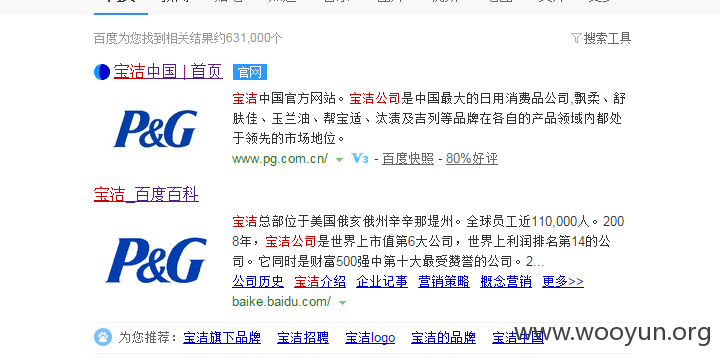 百度为您找到相关结果约631,000个
搜索工具
宝洁中国 | 首页 官网
P&G
宝洁中国官方网站。宝洁公司是中国最大的日用消费品公司,飘柔、舒
肤佳、玉兰油、帮宝适、汰渍及吉列等品牌在各自的产品领域内都处
于领先的市场地位。
www.pg.com.cn/ V3 - 百度快照 - 80%好评
宝洁_百度百科
P&G
宝洁总部位于美国俄亥俄州辛辛那堤州。全球员工近110,000人。200
8年，宝洁公司是世界上市值第6大公司，世界上利润排名第14的公
司。它同时是财富500强中第十大最受赞誉的公司。2...
公司历史 宝洁介绍 企业记事 营销策略 概念营销 更多>>
baike.baidu.com/
为您推荐： 宝洁旗下品牌 宝洁招聘 宝洁logo 宝洁的品牌 宝洁中国
www.wooyun.org